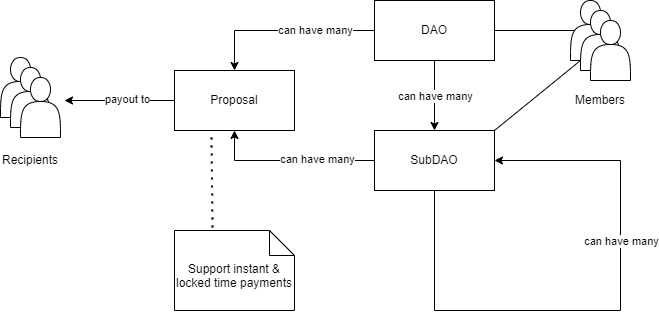 can have many
DAO
payout to
Proposal
can have many
Members
Recipients
can have many
SubDAO
can have many
Support instant &
locked time payments